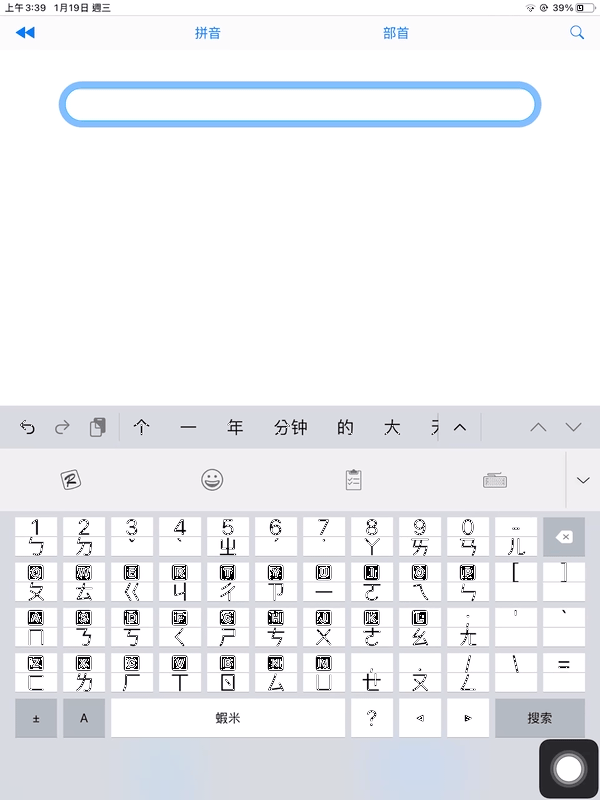 上午3:39 1月19日 週三 39%
拼音 部首
个 一 年 分钟 的 大
1 2 3 4 5 6 7 8 9 0
ㄅ ㄉ ˇ ˋ ㄓ ˊ ˙ ㄚ ㄞ ㄢ ㄦ
[ ]
ㄆ ㄊ ㄍ ㄐ ㄔ ㄗ ㄧ ㄛ ㄟ ㄣ
ㄇ ㄋ ㄎ ㄑ ㄕ ㄘ ㄨ ㄜ ㄠ ㄤ ' `
\ =
ㄈ ㄌ ㄏ ㄒ ㄖ ㄙ ㄩ ㄝ ㄡ ㄥ
± A 蝦米 ? 搜索